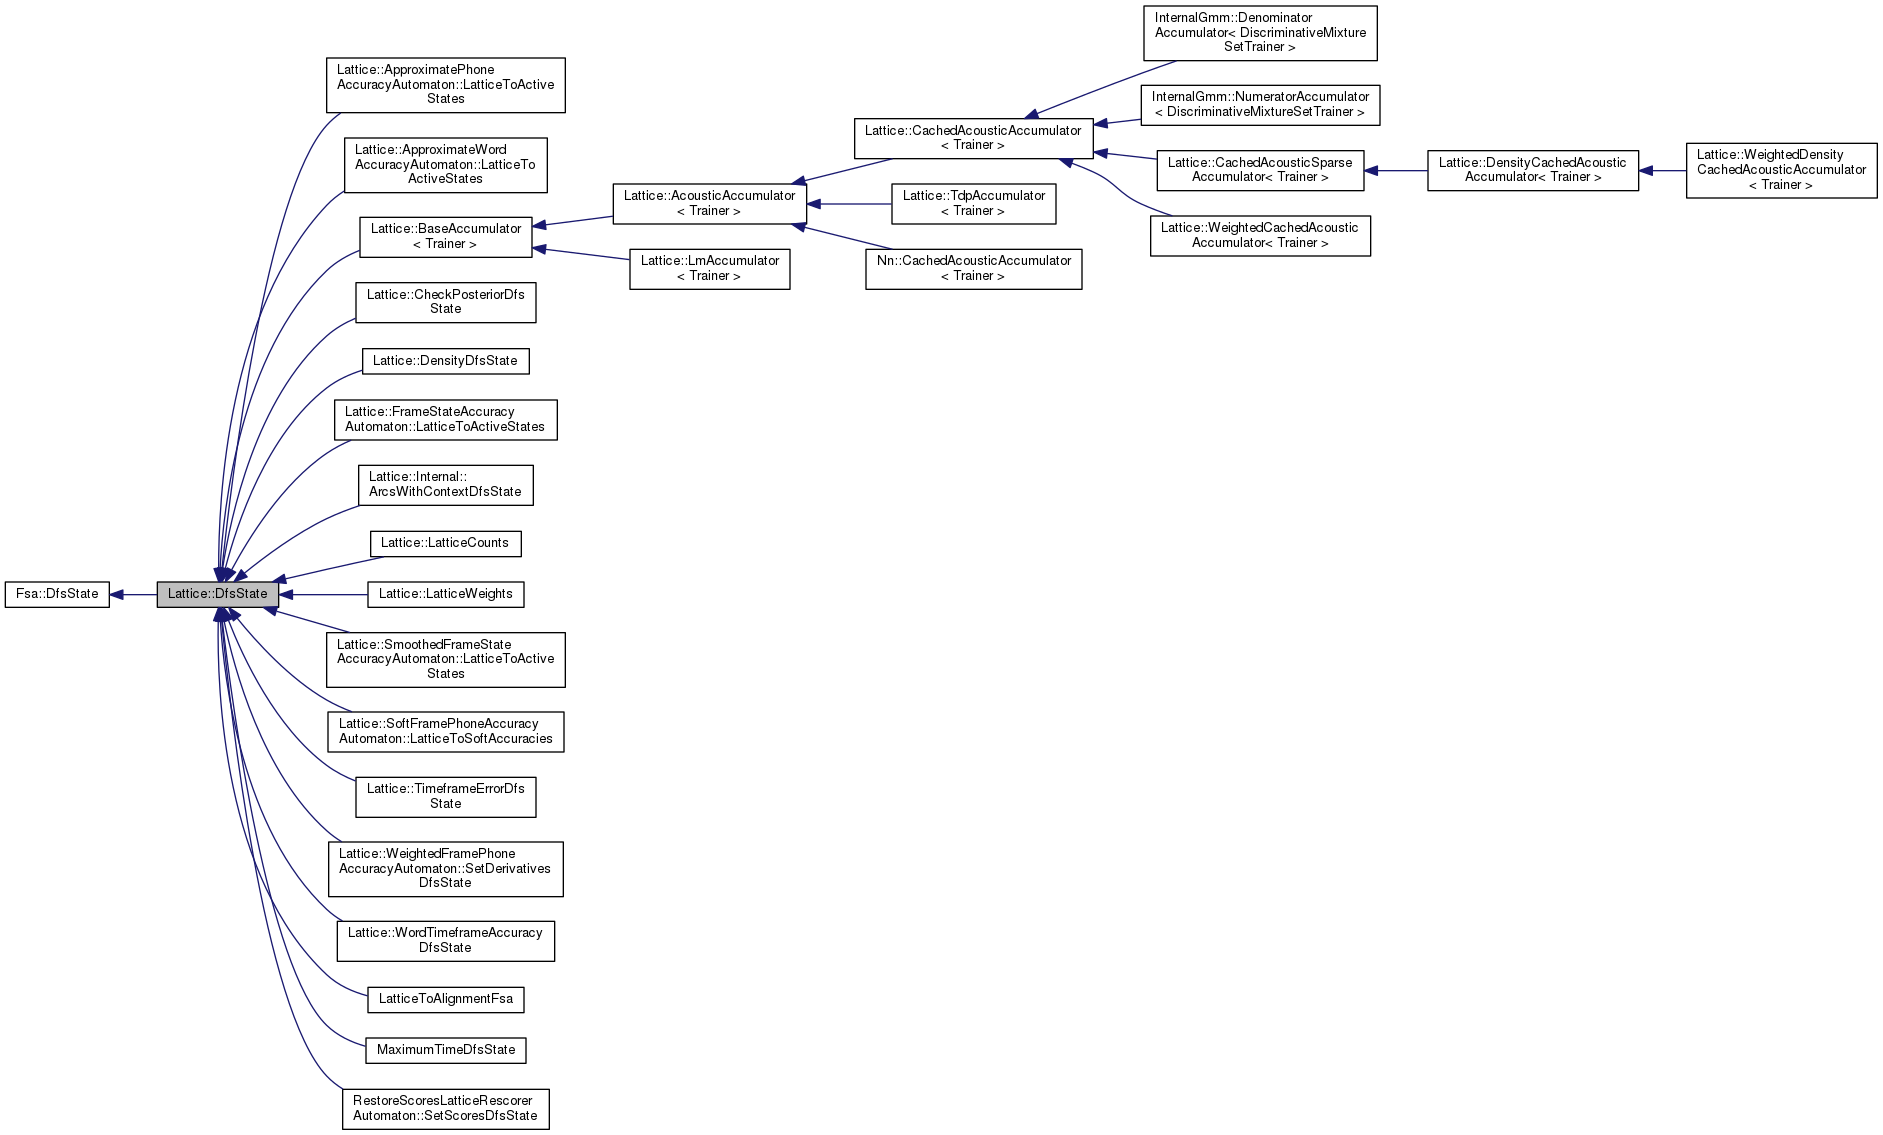 Fsa::DfsState
Lattice::DfsState
Lattice::ApproximatePhone
AccuracyAutomaton::LatticeToActive
States
Lattice::ApproximateWord
AccuracyAutomaton::LatticeTo
ActiveStates
Lattice::BaseAccumulator
< Trainer >
Lattice::CheckPosteriorDfs
State
Lattice::DensityDfsState
Lattice::FrameStateAccuracy
Automaton::LatticeToActiveStates
Lattice::Internal::
ArcsWithContextDfsState
Lattice::LatticeCounts
Lattice::LatticeWeights
Lattice::SmoothedFrameState
AccuracyAutomaton::LatticeToActive
States
Lattice::SoftFramePhoneAccuracy
Automaton::LatticeToSoftAccuracies
Lattice::TimeframeErrorDfs
State
Lattice::WeightedFramePhone
AccuracyAutomaton::SetDerivatives
DfsState
Lattice::WordTimeframeAccuracy
DfsState
LatticeToAlignmentFsa
MaximumTimeDfsState
RestoreScoresLatticeRescorer
Automaton::SetScoresDfsState
Lattice::AcousticAccumulator
< Trainer >
Lattice::LmAccumulator
< Trainer >
Lattice::CachedAcousticAccumulator
< Trainer >
Lattice::TdpAccumulator
< Trainer >
Nn::CachedAcousticAccumulator
< Trainer >
InternalGmm::Denominator
Accumulator< DiscriminativeMixture
SetTrainer >
InternalGmm::NumeratorAccumulator
< DiscriminativeMixtureSetTrainer >
Lattice::CachedAcousticSparse
Accumulator< Trainer >
Lattice::WeightedCachedAcoustic
Accumulator< Trainer >
Lattice::DensityCachedAcoustic
Accumulator< Trainer >
Lattice::WeightedDensity
CachedAcousticAccumulator
< Trainer >